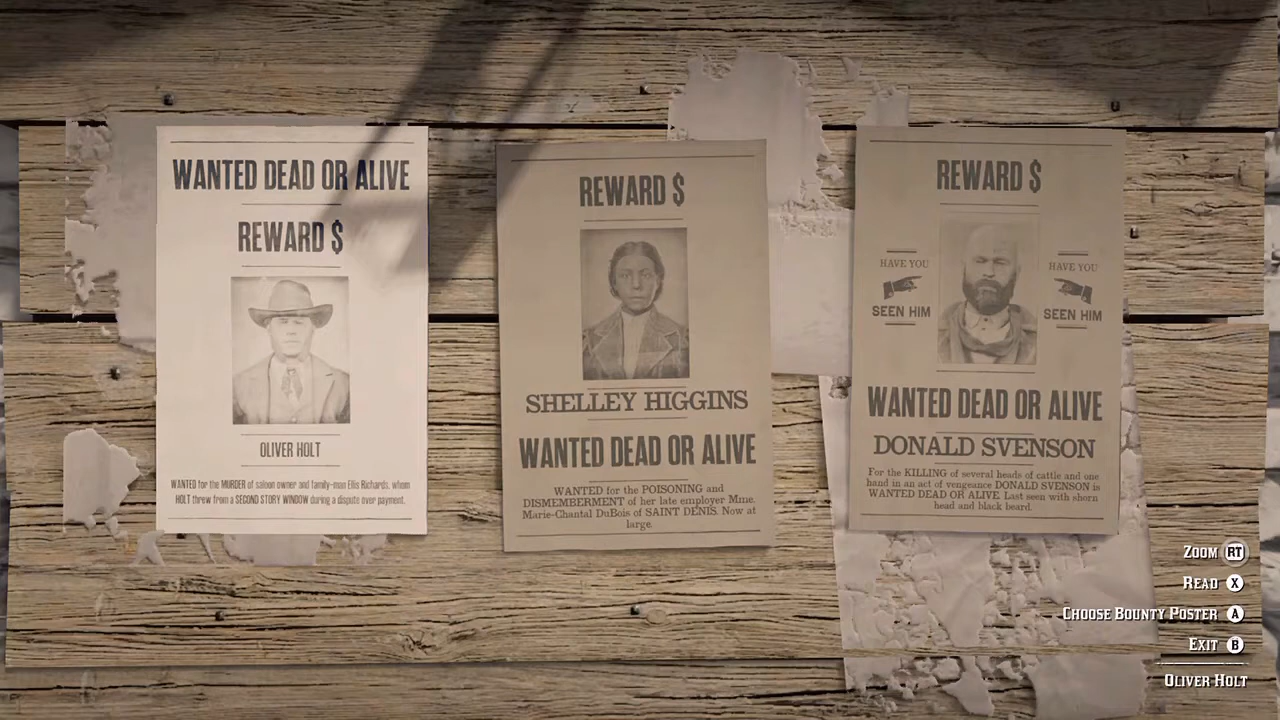 WANTED DEAD OR ALIVE
REWARD $
OLIVER HOLT
WANTED for the MURDER of saloon owner and family-man Ellis Richards, whom
HOLT threw from a SECOND STORY WINDOW during a dispute over payment.
REWARD $
SHELLEY HIGGINS
WANTED DEAD OR ALIVE
WANTED for the POISONING and
DISMEMBERMENT of her late employer Mme.
Marie-Chantal DuBois of SAINT DENIS. Now at
large.
REWARD $
HAVE YOU
SEEN HIM
HAVE YOU
SEEN HIM
WANTED DEAD OR ALIVE
DONALD SVENSON
For the KILLING of several heads of cattle and one
hand in an act of vengeance DONALD SVENSON is
WANTED DEAD OR ALIVE. Last seen with shorn
head and black beard.
ZOOM RT
READ X
CHOOSE BOUNTY POSTER A
EXIT B
OLIVER HOLT